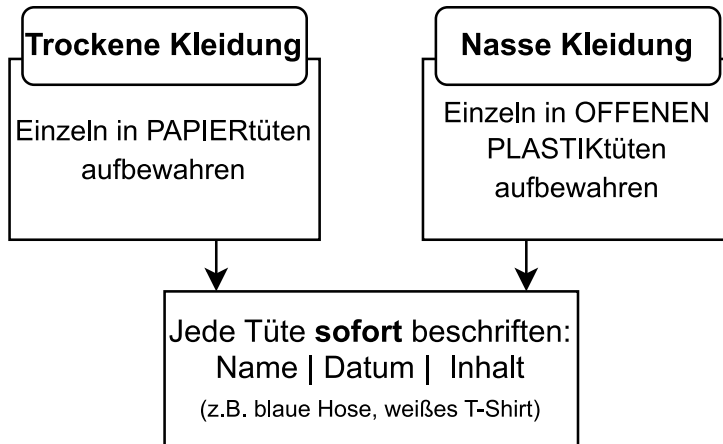 Trockene Kleidung
Einzeln in PAPIERtüten
aufbewahren
Nasse Kleidung
Einzeln in OFFENEN
PLASTIKtüten
aufbewahren
Jede Tüte sofort beschriften:
Name | Datum | Inhalt
(z.B. blaue Hose, weißes T-Shirt)